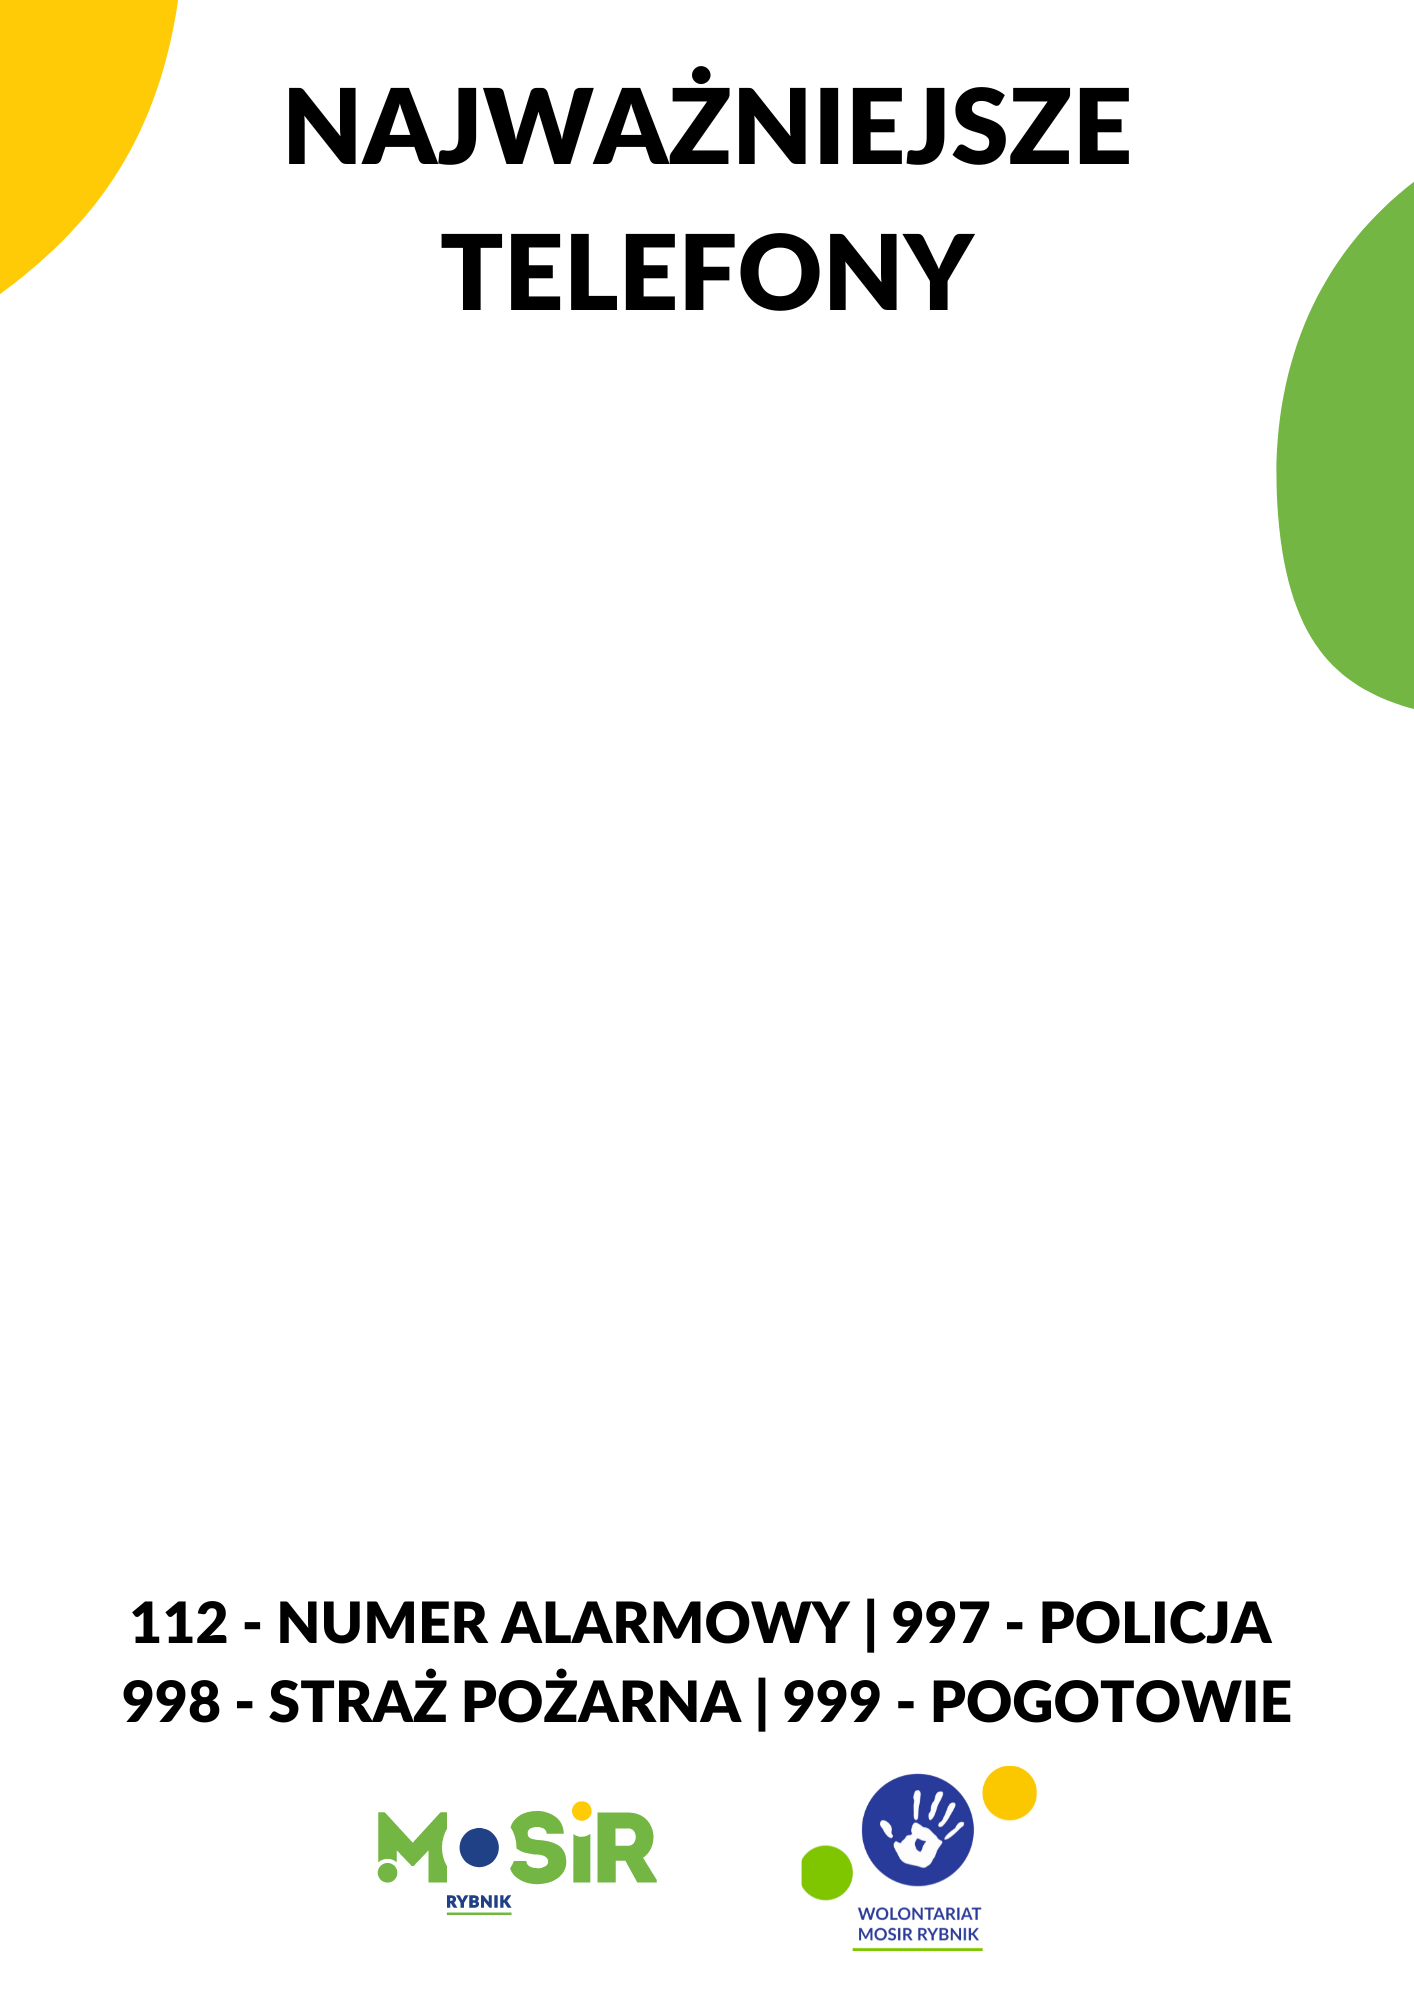 NAJWAŻNIEJSZE
TELEFONY
112 - NUMER ALARMOWY | 997 - POLICJA
998 - STRAŻ POŻARNA | 999 - POGOTOWIE
MOSiR
RYBNIK
WOLONTARIAT
MOSIR RYBNIK